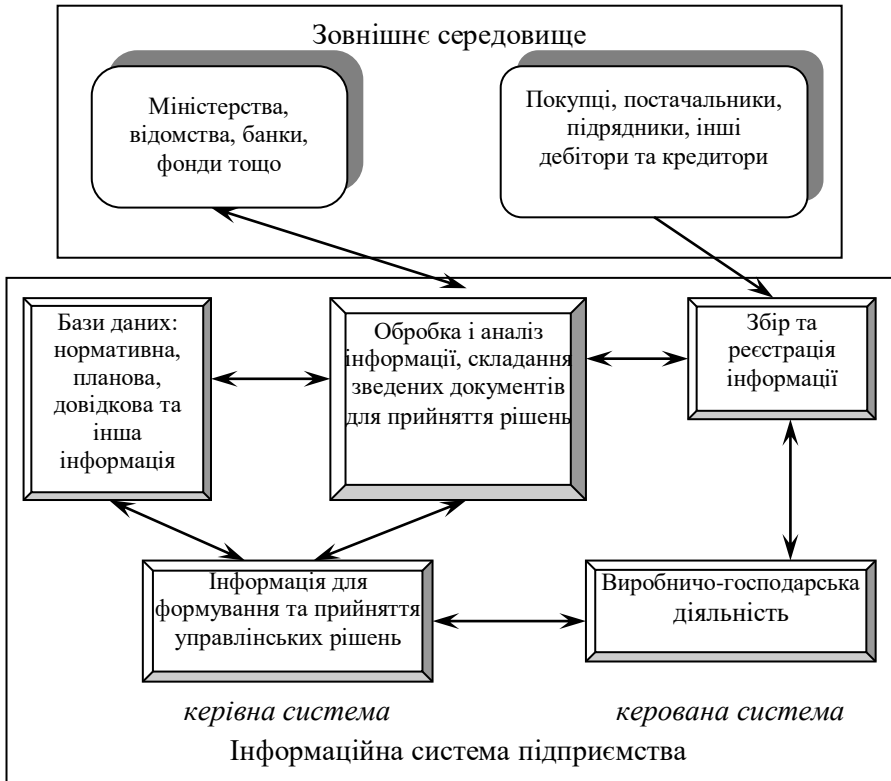 Зовнішнє середовище
Міністерства,
відомства, банки,
фонди тощо
Покупці, постачальники,
підрядники, інші
дебітори та кредитори
Бази даних:
нормативна,
планова,
довідкова та
інша
інформація
Обробка і аналіз
інформації, складання
зведених документів
для прийняття рішень
Збір та
реєстрація
інформації
Інформація для
формування та прийняття
управлінських рішень
Виробничо-господарська
діяльність
керівна система
керована система
Інформаційна система підприємства